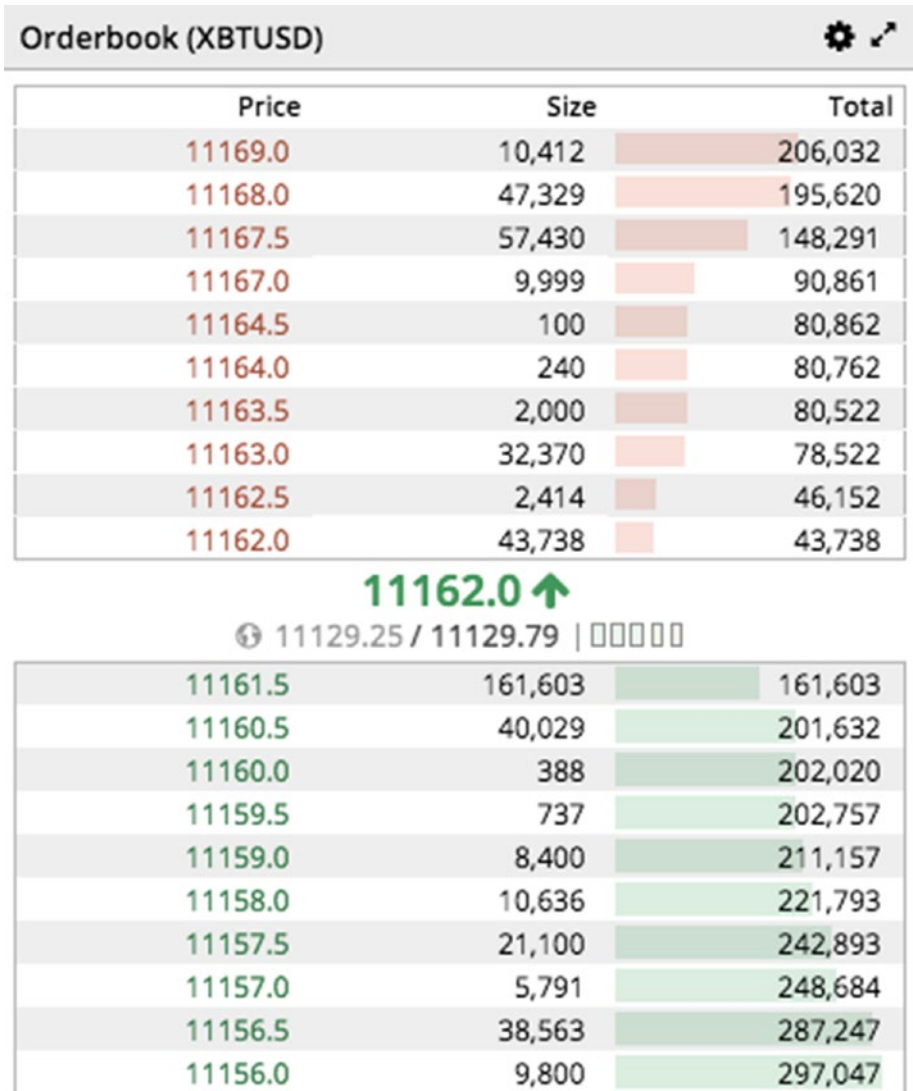 Orderbook (XBTUSD)
Price Size Total
11169.0 10,412 206,032
11168.0 47,329 195,620
11167.5 57,430 148,291
11167.0 9,999 90,861
11164.5 100 80,862
11164.0 240 80,762
11163.5 2,000 80,522
11163.0 32,370 78,522
11162.5 2,414 46,152
11162.0 43,738 43,738
11162.0
11129.25 / 11129.79 |
11161.5 161,603 161,603
11160.5 40,029 201,632
11160.0 388 202,020
11159.5 737 202,757
11159.0 8,400 211,157
11158.0 10,636 221,793
11157.5 21,100 242,893
11157.0 5,791 248,684
11156.5 38,563 287,247
11156.0 9,800 297,047